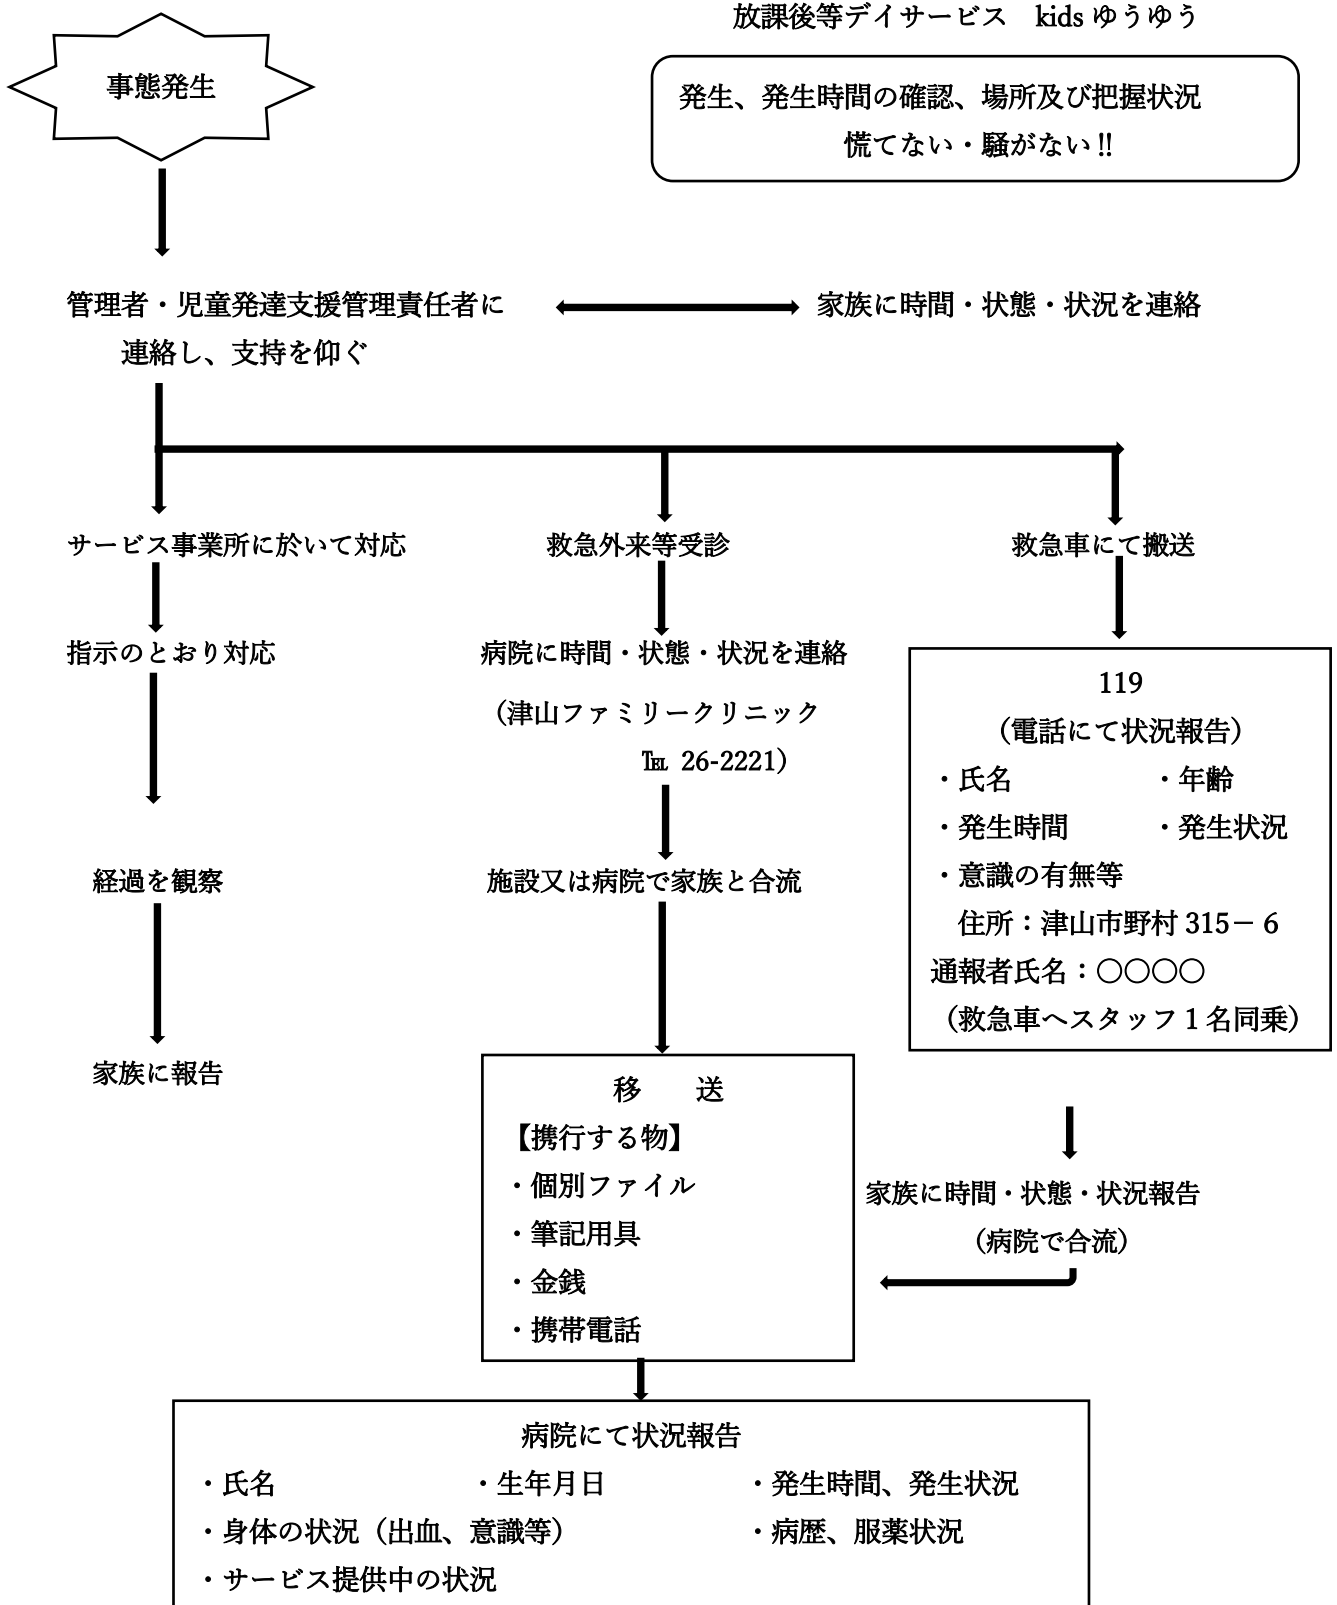 放課後等デイサービス　kids ゆうゆう
事態発生
発生、発生時間の確認、場所及び把握状況
慌てない・騒がない‼
管理者・児童発達支援管理責任者に
連絡し、支持を仰ぐ
家族に時間・状態・状況を連絡
サービス事業所に於いて対応
指示のとおり対応
経過を観察
家族に報告
救急外来等受診
病院に時間・状態・状況を連絡
（津山ファミリークリニック
℡ 26-2221）
施設又は病院で家族と合流
救急車にて搬送
119
（電話にて状況報告）
・氏名　・年齢
・発生時間　・発生状況
・意識の有無等
住所：津山市野村 315－6
通報者氏名：〇〇〇〇
（救急車へスタッフ 1 名同乗）
家族に時間・状態・状況報告
（病院で合流）
移　　送
【携行する物】
・個別ファイル
・筆記用具
・金銭
・携帯電話
病院にて状況報告
・氏名　・生年月日　・発生時間、発生状況
・身体の状況（出血、意識等）　・病歴、服薬状況
・サービス提供中の状況